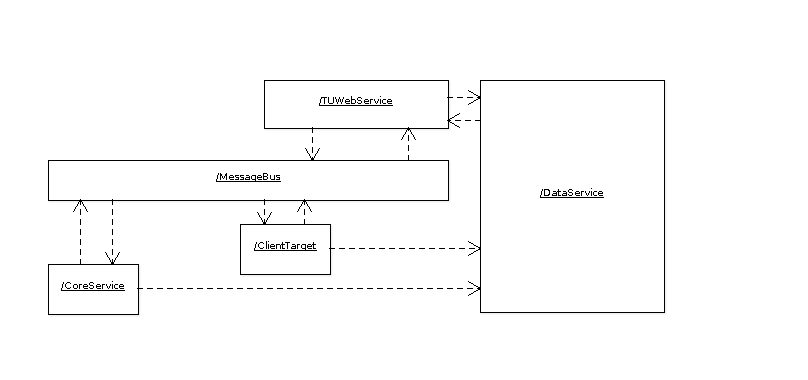 /TUWebService
/MessageBus
/DataService
/ClientTarget
/CoreService